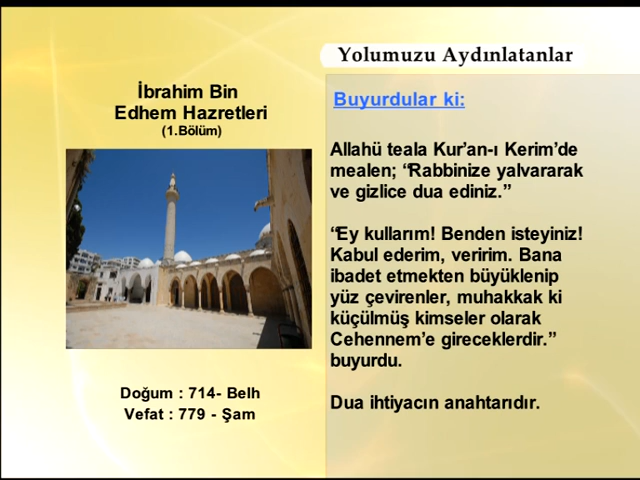 Yolumuzu Aydınlatanlar
İbrahim Bin
Edhem Hazretleri
(1.Bölüm)
Doğum : 714- Belh
Vefat : 779 - Şam
Buyurdular ki:
Allahü teala Kur’an-ı Kerim’de
mealen; “Rabbinize yalvararak
ve gizlice dua ediniz.”
“Ey kullarım! Benden isteyiniz!
Kabul ederim, veririm. Bana
ibadet etmekten büyüklenip
yüz çevirenler, muhakkak ki
küçülmüş kimseler olarak
Cehennem’e gireceklerdir.”
buyurdu.
Dua ihtiyacın anahtarıdır.